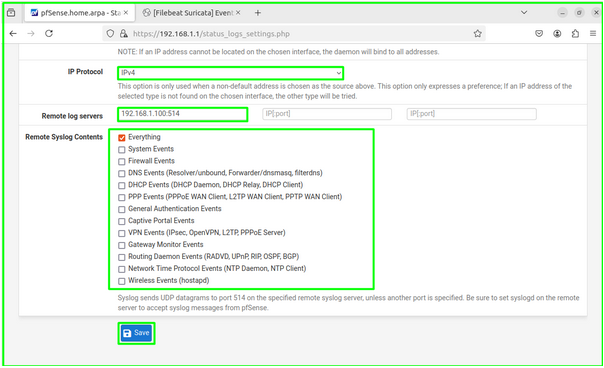 pfSense.home.arpa - Sta
[Filebeat Suricata] Event
https://192.168.1.1/status_logs_settings.php
NOTE: If an IP address cannot be located on the chosen interface, the daemon will bind to all addresses.
IP Protocol
IPv4
This option is only used when a non-default address is chosen as the source above. This option only expresses a preference; If an IP address of the
selected type is not found on the chosen interface, the other type will be tried.
Remote log servers
192.168.1.100:514
IP[:port]
IP[:port]
Remote Syslog Contents
Everything
System Events
Firewall Events
DNS Events (Resolver/unbound, Forwarder/dnsmasq, filterdns)
DHCP Events (DHCP Daemon, DHCP Relay, DHCP Client)
PPP Events (PPPoE WAN Client, L2TP WAN Client, PPTP WAN Client)
General Authentication Events
Captive Portal Events
VPN Events (IPsec, OpenVPN, L2TP, PPPoE Server)
Gateway Monitor Events
Routing Daemon Events (RADVD, UPnP, RIP, OSPF, BGP)
Network Time Protocol Events (NTP Daemon, NTP Client)
Wireless Events (hostapd)
Syslog sends UDP datagrams to port 514 on the specified remote syslog server, unless another port is specified. Be sure to set syslogd on the remote
server to accept syslog messages from pfSense.
Save